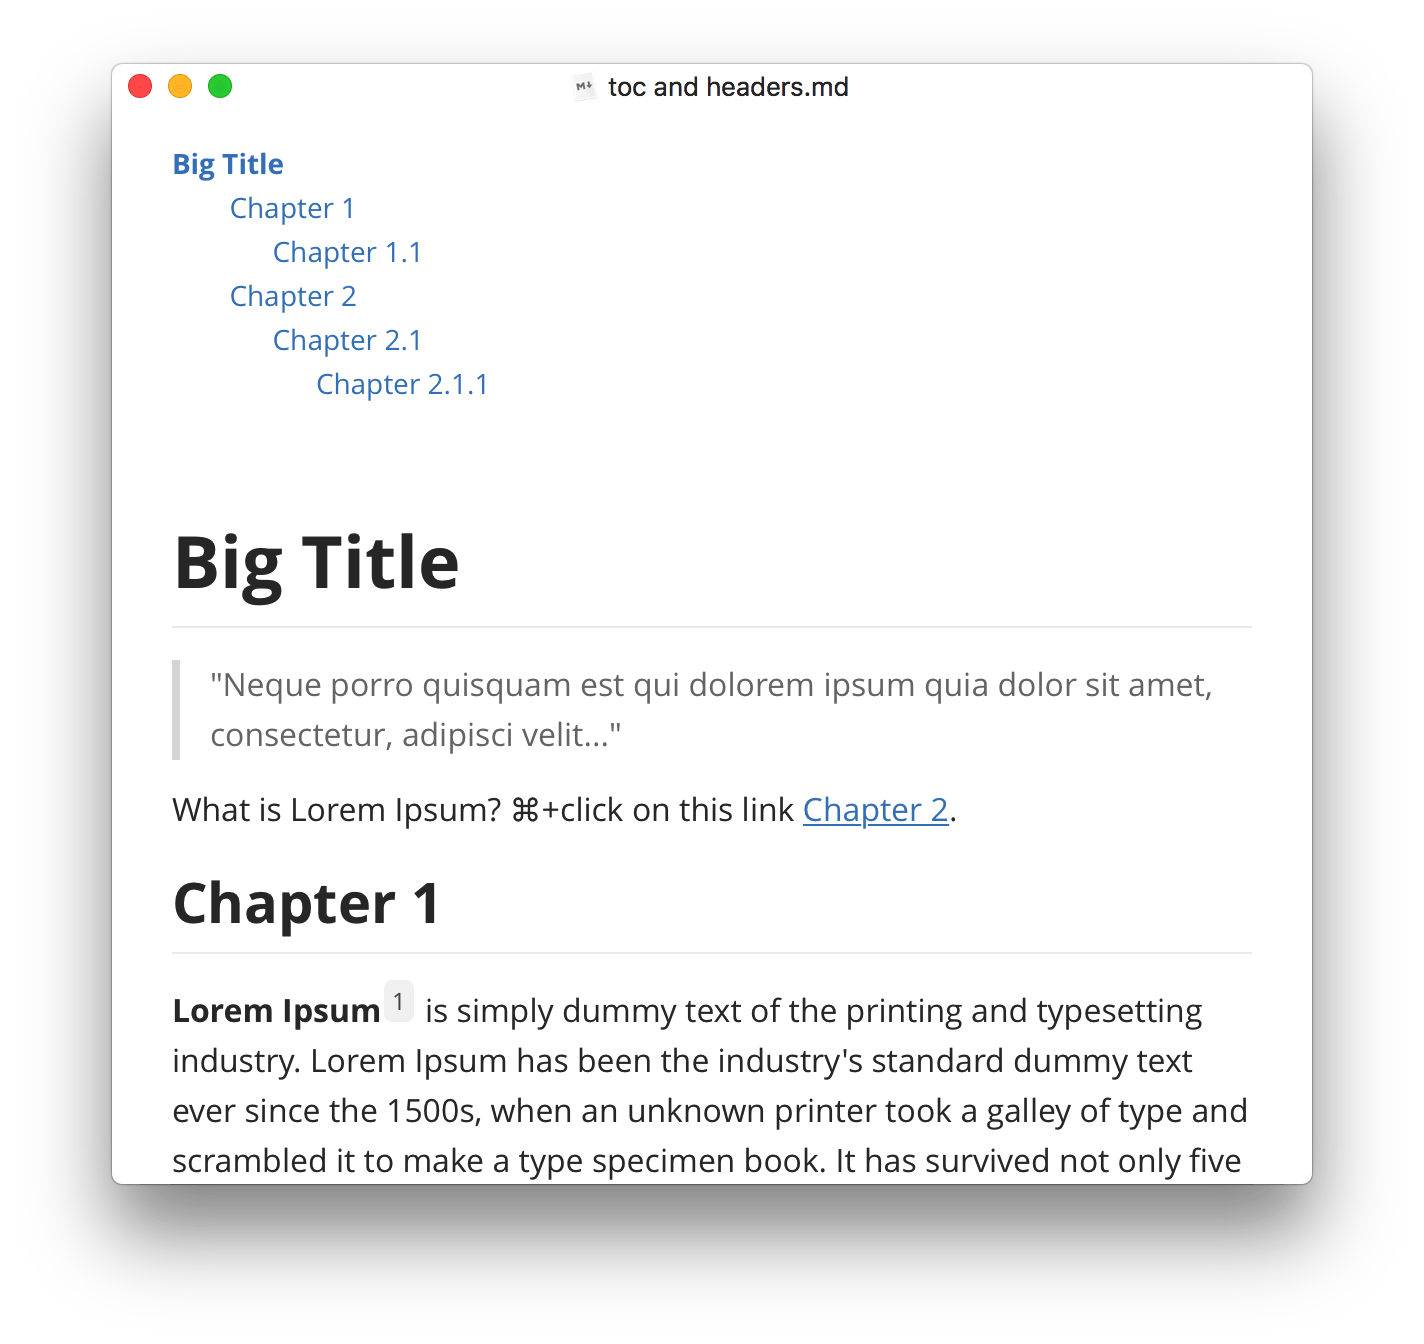 M↓ toc and headers.md
Big Title
Chapter 1
Chapter 1.1
Chapter 2
Chapter 2.1
Chapter 2.1.1
Big Title
"Neque porro quisquam est qui dolorem ipsum quia dolor sit amet,
consectetur, adipisci velit..."
What is Lorem Ipsum? ⌘+click on this link Chapter 2.
Chapter 1
Lorem Ipsum 1 is simply dummy text of the printing and typesetting
industry. Lorem Ipsum has been the industry's standard dummy text
ever since the 1500s, when an unknown printer took a galley of type and
scrambled it to make a type specimen book. It has survived not only five